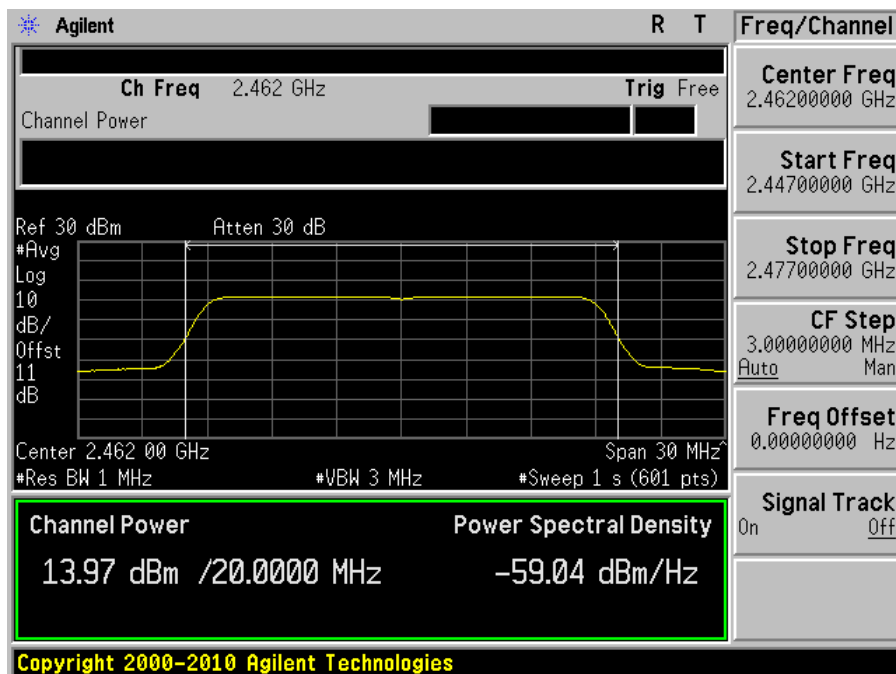 Agilent R T Freq/Channel
Ch Freq 2.462 GHz Trig Free
Channel Power
Center Freq
2.46200000 GHz
Start Freq
2.44700000 GHz
Stop Freq
2.47700000 GHz
CF Step
3.00000000 MHz
Auto Man
Freq Offset
0.00000000 Hz
Signal Track
On Off
Ref 30 dBm Atten 30 dB
#Avg
Log
10
dB/
Offst
11
dB
Center 2.462 00 GHz Span 30 MHz^
#Res BW 1 MHz #VBW 3 MHz #Sweep 1 s (601 pts)
Channel Power Power Spectral Density
13.97 dBm /20.0000 MHz -59.04 dBm/Hz
Copyright 2000-2010 Agilent Technologies